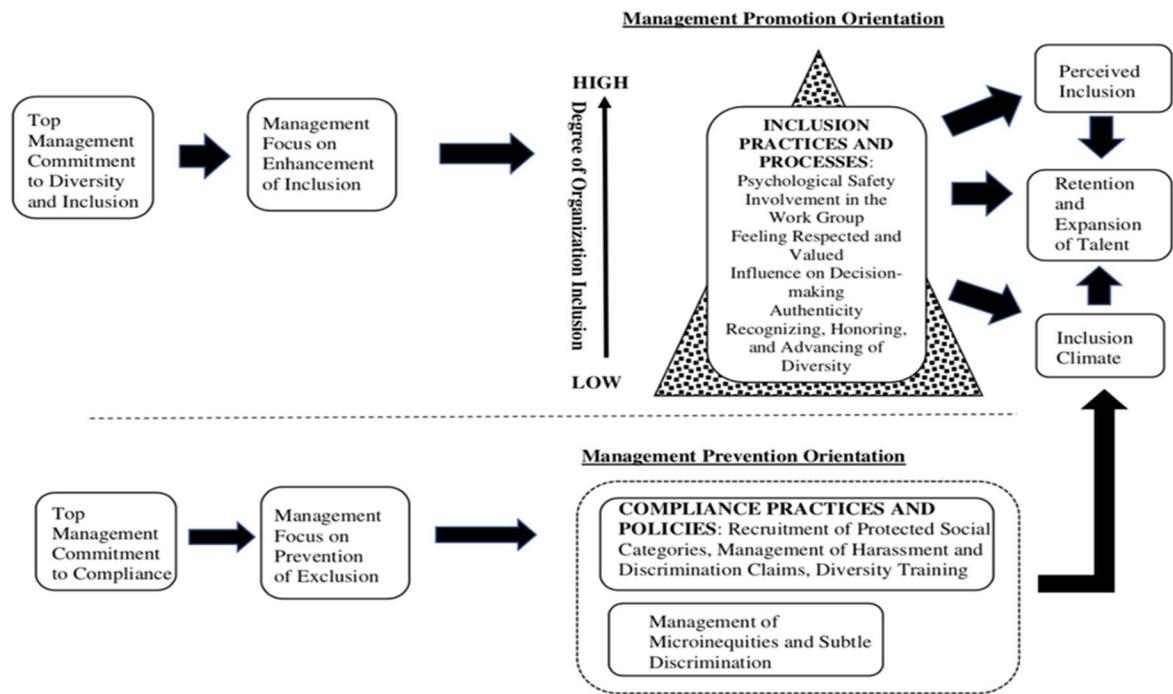 Management Promotion Orientation
Top
Management
Commitment
to Diversity
and Inclusion
Management
Focus on
Enhancement
of Inclusion
HIGH
Degree of Organization Inclusion
LOW
INCLUSION
PRACTICES AND
PROCESSES:
Psychological Safety
Involvement in the
Work Group
Feeling Respected and
Valued
Influence on Decision-
making
Authenticity
Recognizing, Honoring,
and Advancing of
Diversity
Perceived
Inclusion
Retention
and
Expansion
of Talent
Inclusion
Climate
Management Prevention Orientation
Top
Management
Commitment
to Compliance
Management
Focus on
Prevention
of Exclusion
COMPLIANCE PRACTICES AND
POLICIES: Recruitment of Protected Social
Categories, Management of Harassment and
Discrimination Claims, Diversity Training
Management of
Microinequities and Subtle
Discrimination